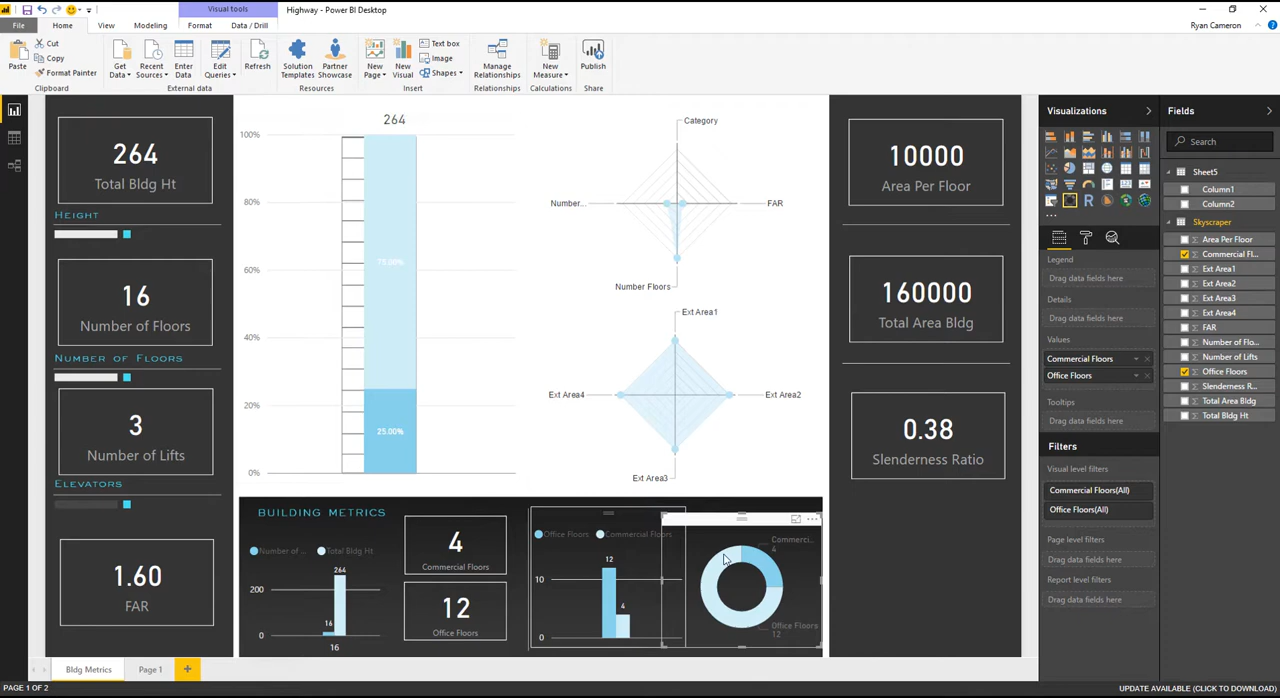 Visual tools
Highway - Power BI Desktop
File
Home
View
Modeling
Format
Data / Drill
Ryan Cameron
Paste
Cut
Copy
Format Painter
Clipboard
Get Data
Recent Sources
Enter Data
Edit Queries
Refresh
External data
Solution Templates
Partner Showcase
Resources
New Page
New Visual
Text box
Image
Shapes
Insert
Manage Relationships
Relationships
New Measure
Calculations
Publish
Share
264
Total Bldg Ht
HEIGHT
16
Number of Floors
NUMBER OF FLOORS
3
Number of Lifts
ELEVATORS
1.60
FAR
264
100%
80%
60%
40%
20%
0%
75.00%
25.00%
Category
Number...
FAR
Number Floors
Ext Area1
Ext Area4
Ext Area2
Ext Area3
10000
Area Per Floor
160000
Total Area Bldg
0.38
Slenderness Ratio
BUILDING METRICS
Number of ...
Total Bldg Ht
264
200
16
0
16
4
Commercial Floors
12
Office Floors
Office Floors
Commercial Floors
12
10
4
0
Commerci...
4
Office Floors
12
Visualizations
Legend
Drag data fields here
Details
Drag data fields here
Values
Commercial Floors
Office Floors
Tooltips
Drag data fields here
Filters
Visual level filters
Commercial Floors(All)
Office Floors(All)
Page level filters
Drag data fields here
Report level filters
Drag data fields here
Fields
Search
Sheet5
Column1
Column2
Skyscraper
Area Per Floor
Commercial Fl...
Ext Area1
Ext Area2
Ext Area3
Ext Area4
FAR
Number of Flo...
Number of Lifts
Office Floors
Slenderness R...
Total Area Bldg
Total Bldg Ht
Bldg Metrics
Page 1
PAGE 1 OF 2
UPDATE AVAILABLE (CLICK TO DOWNLOAD)